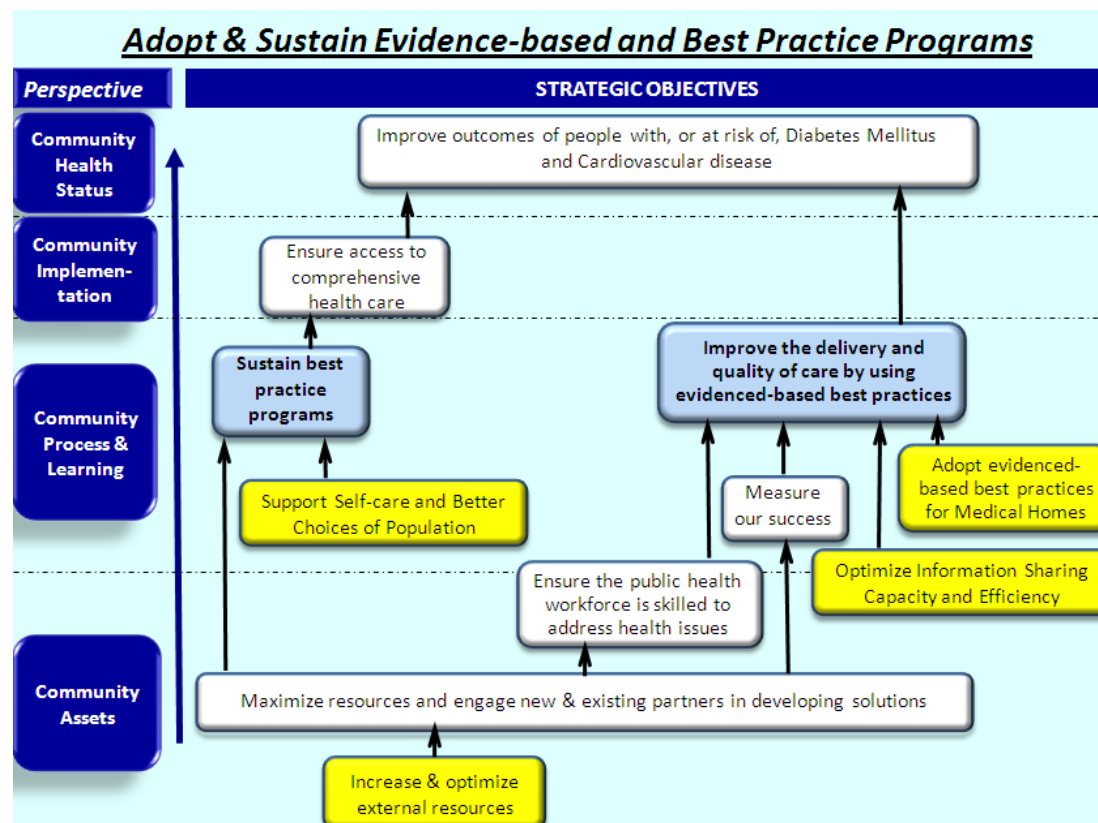 Adopt & Sustain Evidence-based and Best Practice Programs
Perspective
STRATEGIC OBJECTIVES
Community
Health
Status
Improve outcomes of people with, or at risk of, Diabetes Mellitus
and Cardiovascular disease
Community
Implemen-
tation
Ensure access to
comprehensive
health care
Community
Process &
Learning
Sustain best
practice
programs
Improve the delivery and
quality of care by using
evidenced-based best practices
Support Self-care and Better
Choices of Population
Measure
our success
Adopt evidenced-
based best practices
for Medical Homes
Optimize Information Sharing
Capacity and Efficiency
Ensure the public health
workforce is skilled to
address health issues
Community
Assets
Maximize resources and engage new & existing partners in developing solutions
Increase & optimize
external resources